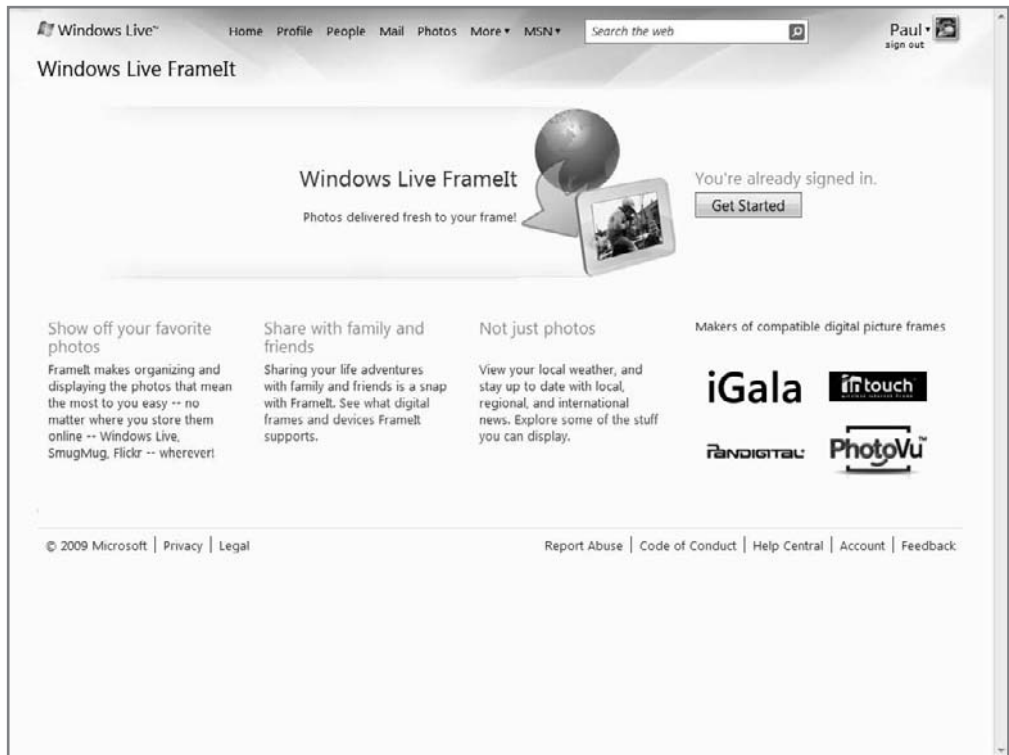 Windows Live™ Home Profile People Mail Photos More MSN Search the web Paul
sign out
Windows Live FrameIt
Windows Live FrameIt
Photos delivered fresh to your frame!
You're already signed in.
Get Started
Show off your favorite
photos
FrameIt makes organizing and
displaying the photos that mean
the most to you easy -- no
matter where you store them
online -- Windows Live,
SmugMug, Flickr -- wherever!
Share with family and
friends
Sharing your life adventures
with family and friends is a snap
with FrameIt. See what digital
frames and devices FrameIt
supports.
Not just photos
View your local weather, and
stay up to date with local,
regional, and international
news. Explore some of the stuff
you can display.
Makers of compatible digital picture frames
iGala
intouch
wireless internet frame
PANDIGITAL
PhotoVu™
© 2009 Microsoft | Privacy | Legal
Report Abuse | Code of Conduct | Help Central | Account | Feedback